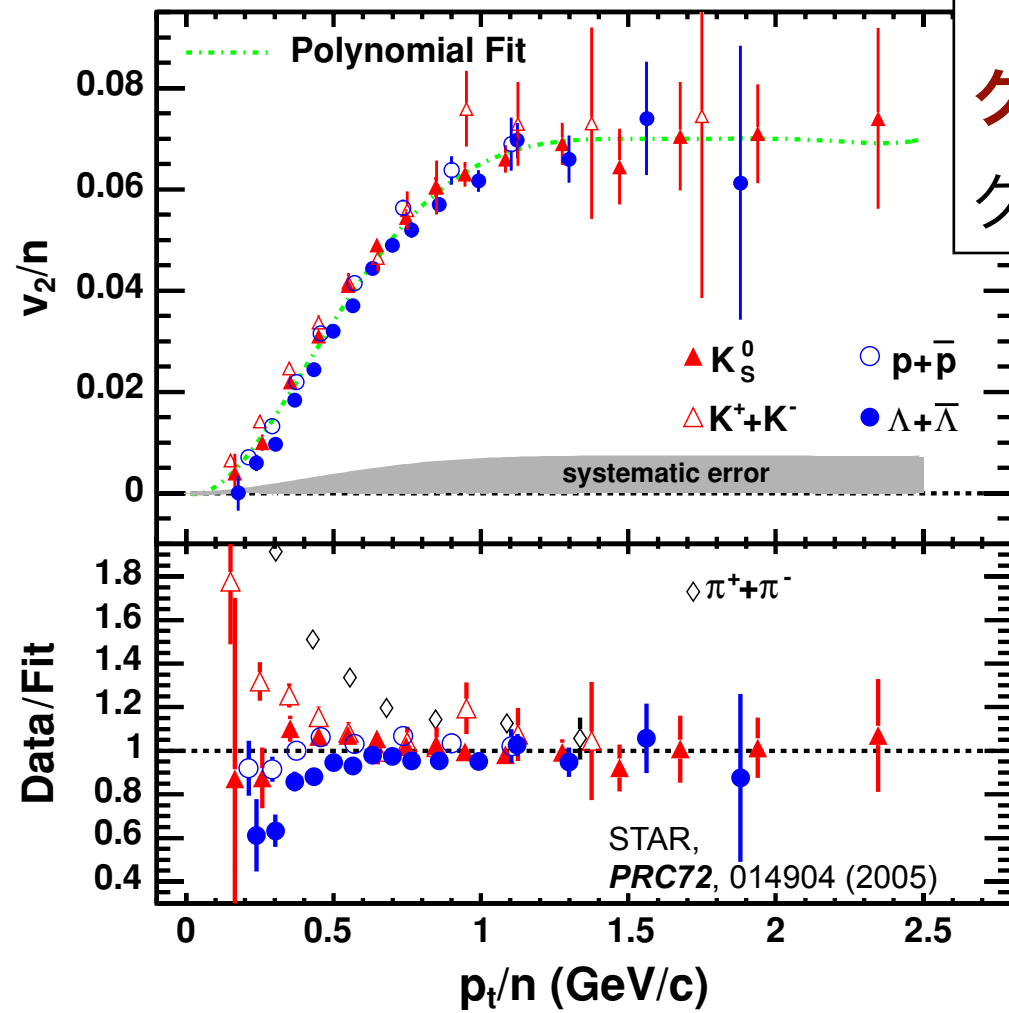 Polynomial Fit
0.08
0.06
0.04
0.02
0
v₂/n
K⁰S p+p̅
K⁺+K⁻ Λ+Λ̅
systematic error
π⁺+π⁻
1.8
1.6
1.4
1.2
1
0.8
0.6
0.4
Data/Fit
STAR,
PRC72, 014904 (2005)
0 0.5 1 1.5 2 2.5
pₜ/n (GeV/c)